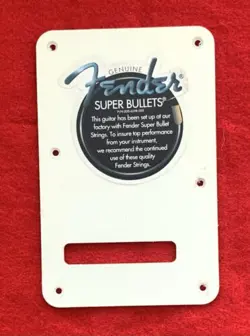 GENUINE
Fender
SUPER BULLETS®
This guitar has been set up at our
factory with Fender Super Bullet
Strings. To insure top performance
from your instrument,
we recommend the continued
use of these quality
Fender Strings.